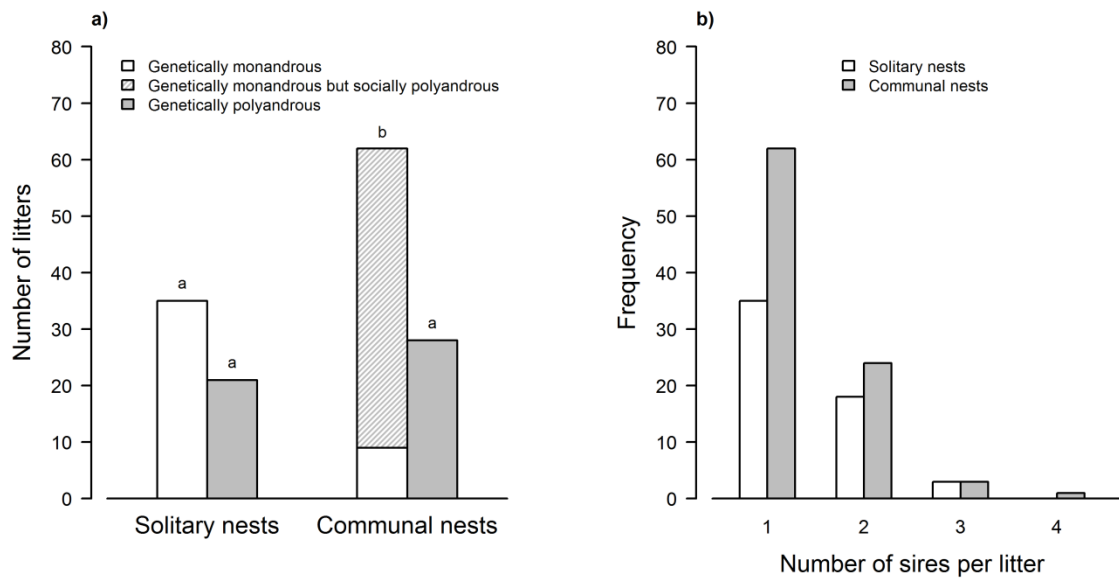 a)
Genetically monandrous
Genetically monandrous but socially polyandrous
Genetically polyandrous
Number of litters
80
70
60
50
40
30
20
10
0
a
a
b
a
Solitary nests
Communal nests
b)
Solitary nests
Communal nests
Frequency
80
70
60
50
40
30
20
10
0
1
2
3
4
Number of sires per litter